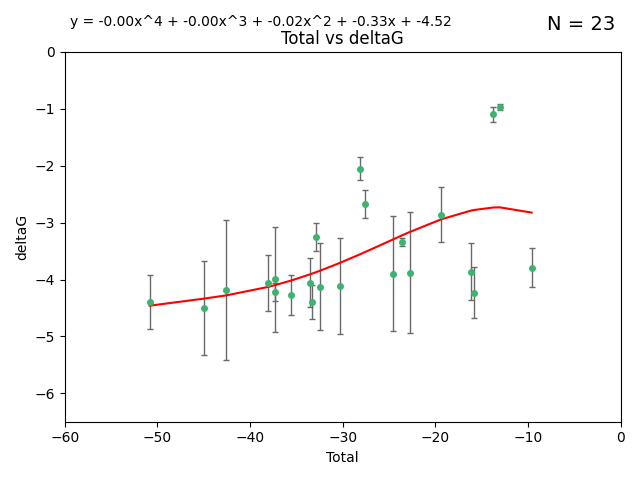 y = -0.00x^4 + -0.00x^3 + -0.02x^2 + -0.33x + -4.52
N = 23
Total vs deltaG
0
−1
−2
−3
−4
−5
−6
deltaG
−60 −50 −40 −30 −20 −10 0
Total